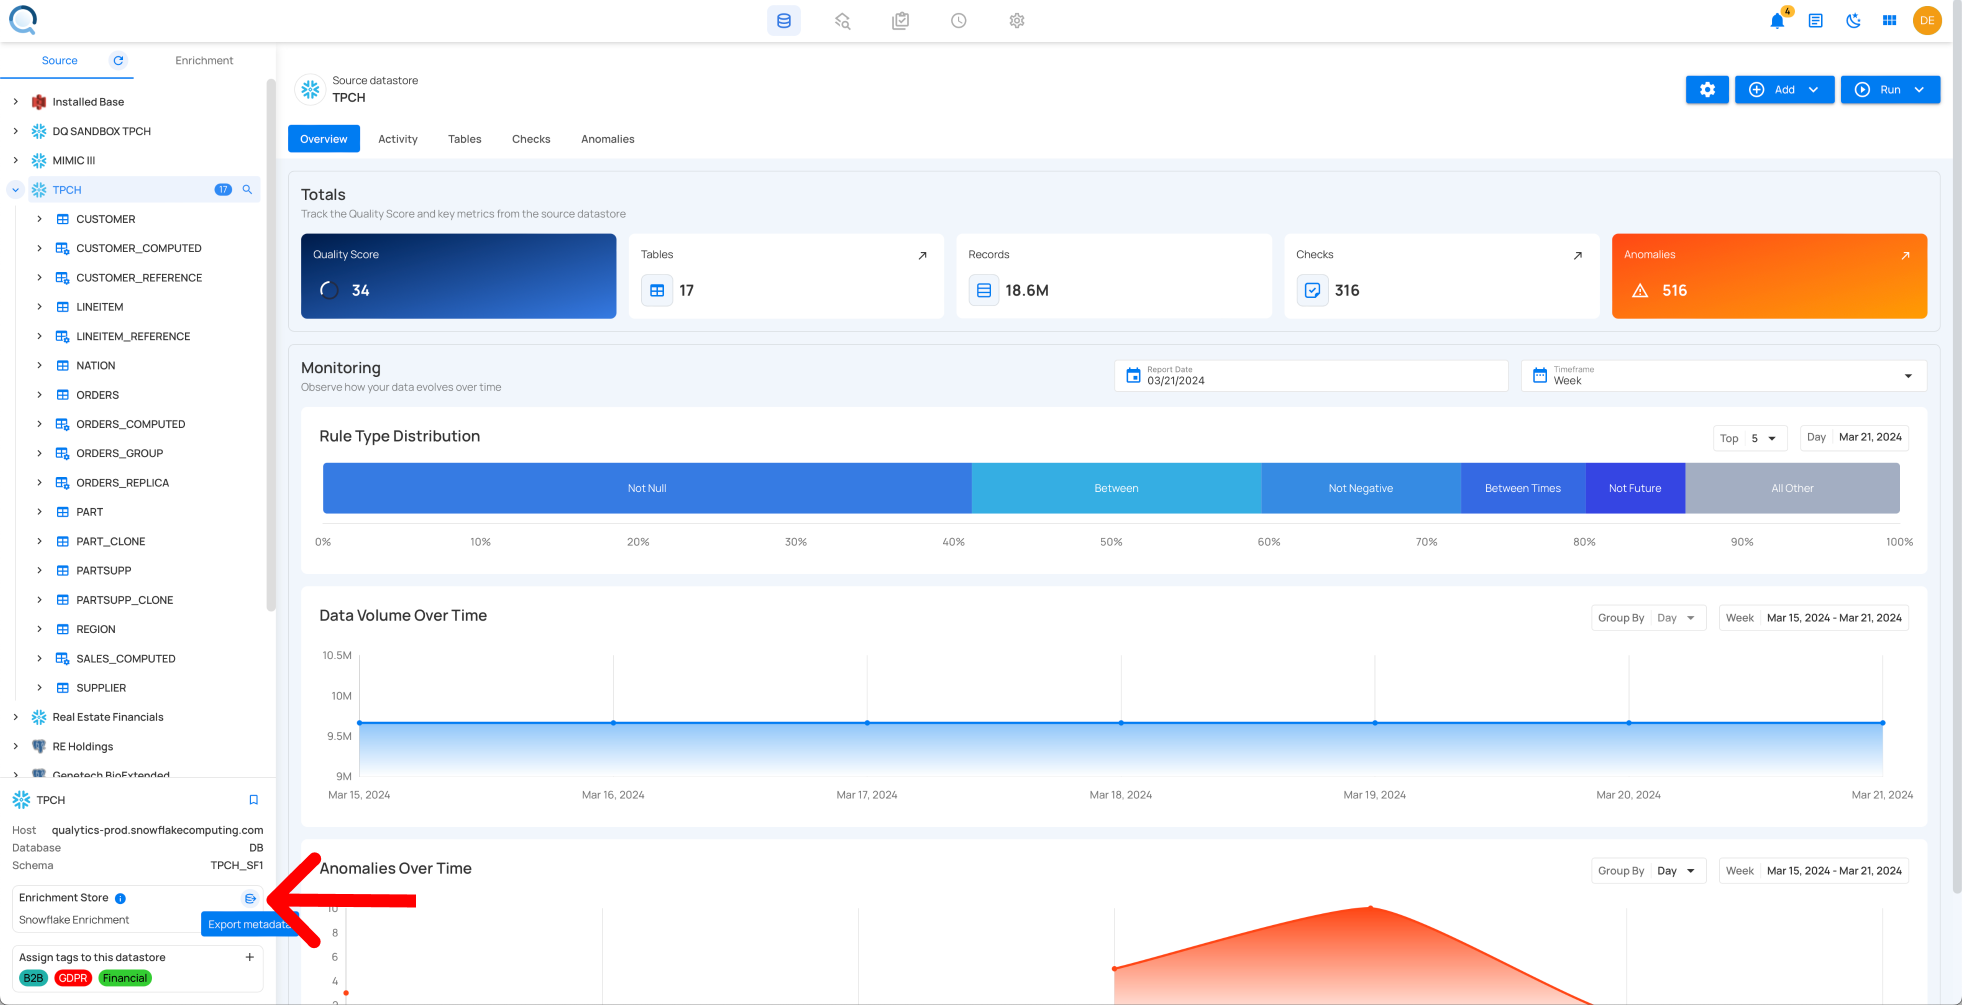 4
DE
Source
Enrichment
Installed Base
DQ SANDBOX TPCH
MIMIC III
TPCH
17
CUSTOMER
CUSTOMER_COMPUTED
CUSTOMER_REFERENCE
LINEITEM
LINEITEM_REFERENCE
NATION
ORDERS
ORDERS_COMPUTED
ORDERS_GROUP
ORDERS_REPLICA
PART
PART_CLONE
PARTSUPP
PARTSUPP_CLONE
REGION
SALES_COMPUTED
SUPPLIER
Real Estate Financials
RE Holdings
Genetech BioExtended
TPCH
Host qualytics-prod.snowflakecomputing.com
Database DB
Schema TPCH_SF1
Enrichment Store
Snowflake Enrichment
Export metadata
Assign tags to this datastore
B2B GDPR Financial
Source datastore
TPCH
Add
Run
Overview Activity Tables Checks Anomalies
Totals
Track the Quality Score and key metrics from the source datastore
Quality Score
34
Tables
17
Records
18.6M
Checks
316
Anomalies
516
Monitoring
Observe how your data evolves over time
Report Date
03/21/2024
Timeframe
Week
Rule Type Distribution
Top 5
Day Mar 21, 2024
Not Null Between Not Negative Between Times Not Future All Other
0% 10% 20% 30% 40% 50% 60% 70% 80% 90% 100%
Data Volume Over Time
Group By Day
Week Mar 15, 2024 - Mar 21, 2024
10.5M
10M
9.5M
9M
Mar 15, 2024 Mar 16, 2024 Mar 17, 2024 Mar 18, 2024 Mar 19, 2024 Mar 20, 2024 Mar 21, 2024
Anomalies Over Time
Group By Day
Week Mar 15, 2024 - Mar 21, 2024
10
8
6
4
2